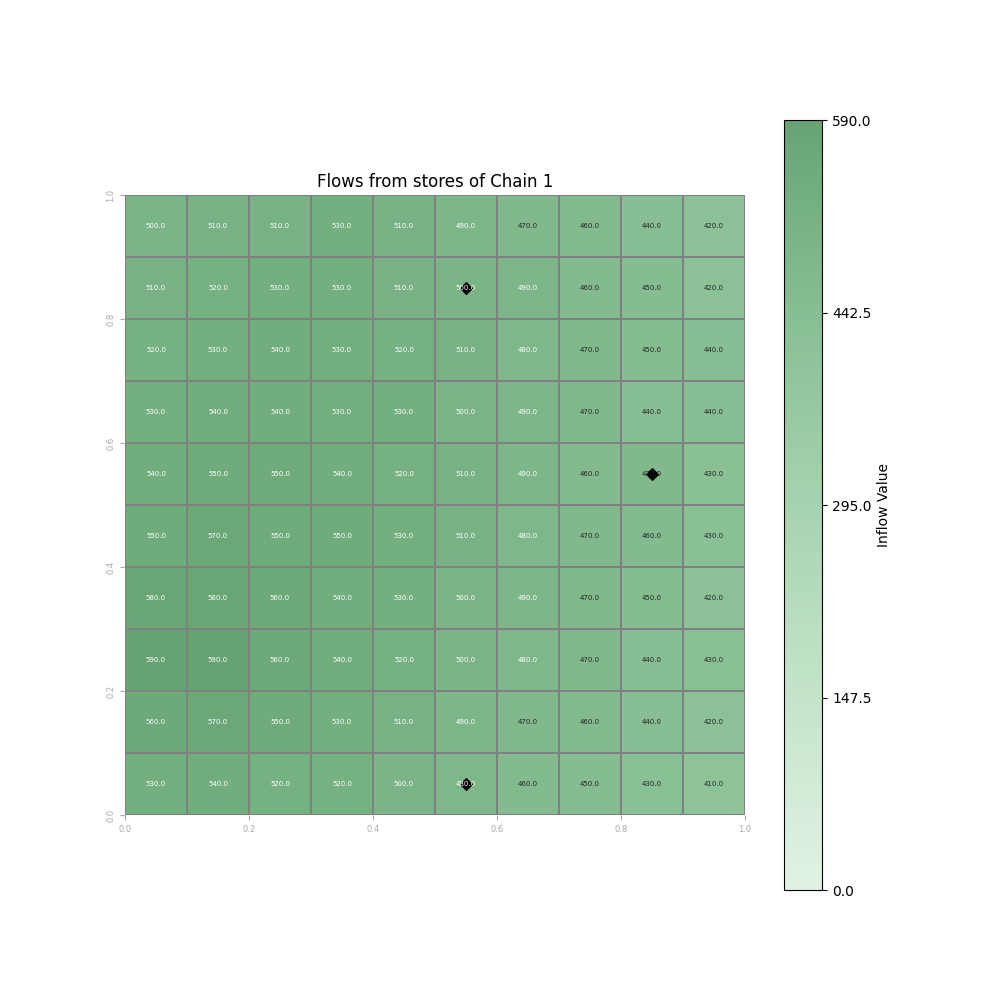 Flows from stores of Chain 1
1.0
500.0 510.0 510.0 530.0 510.0 490.0 470.0 460.0 440.0 420.0
510.0 520.0 530.0 530.0 510.0 490.0 460.0 450.0 420.0
0.8
520.0 530.0 540.0 530.0 520.0 510.0 480.0 470.0 450.0 440.0
530.0 540.0 540.0 530.0 530.0 500.0 490.0 470.0 440.0 440.0
0.6
540.0 550.0 550.0 540.0 520.0 510.0 490.0 460.0 430.0
550.0 570.0 550.0 550.0 530.0 510.0 480.0 470.0 460.0 430.0
0.4
580.0 580.0 560.0 540.0 530.0 500.0 490.0 470.0 450.0 420.0
590.0 590.0 560.0 540.0 520.0 500.0 480.0 470.0 440.0 430.0
0.2
560.0 570.0 550.0 530.0 510.0 490.0 470.0 460.0 440.0 420.0
530.0 540.0 520.0 520.0 500.0 460.0 450.0 430.0 410.0
0.0
0.0 0.2 0.4 0.6 0.8 1.0
590.0
442.5
295.0
147.5
0.0
Inflow Value